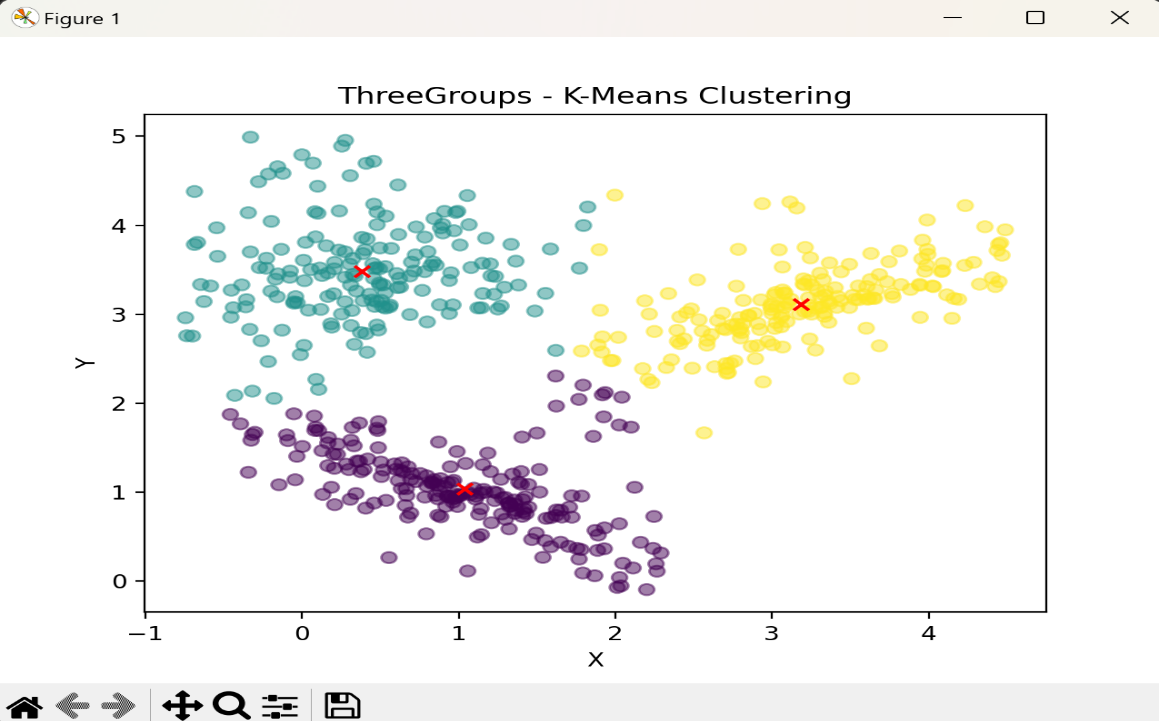 Figure 1
ThreeGroups - K-Means Clustering
5
4
3
2
1
0
Y
−1 0 1 2 3 4
X